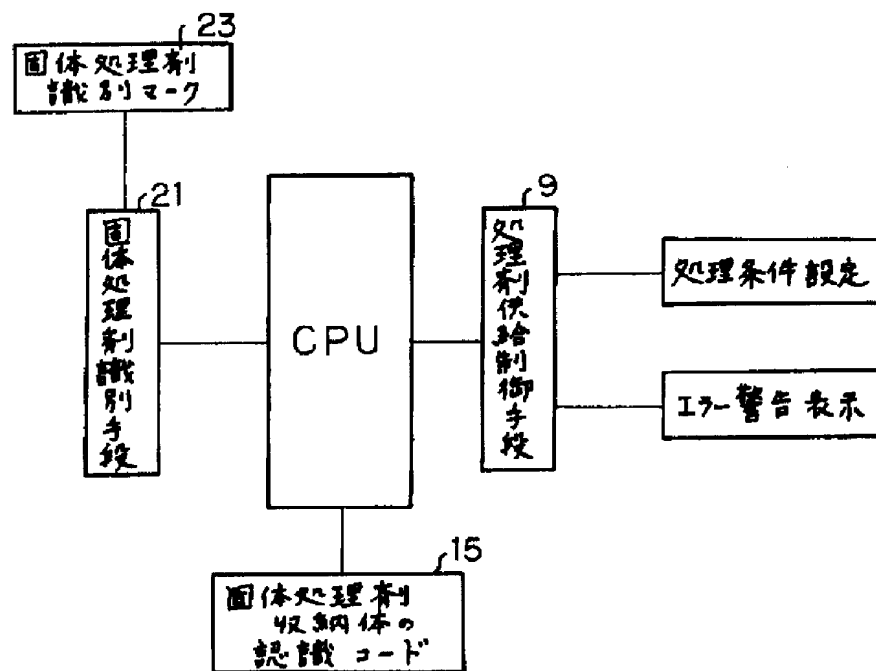 23
固体処理剤
識別マーク
21
固体処理剤識別手段
CPU
9
処理剤供給制御手段
処理条件設定
エラー警告表示
15
固体処理剤
収納体の
認識コード